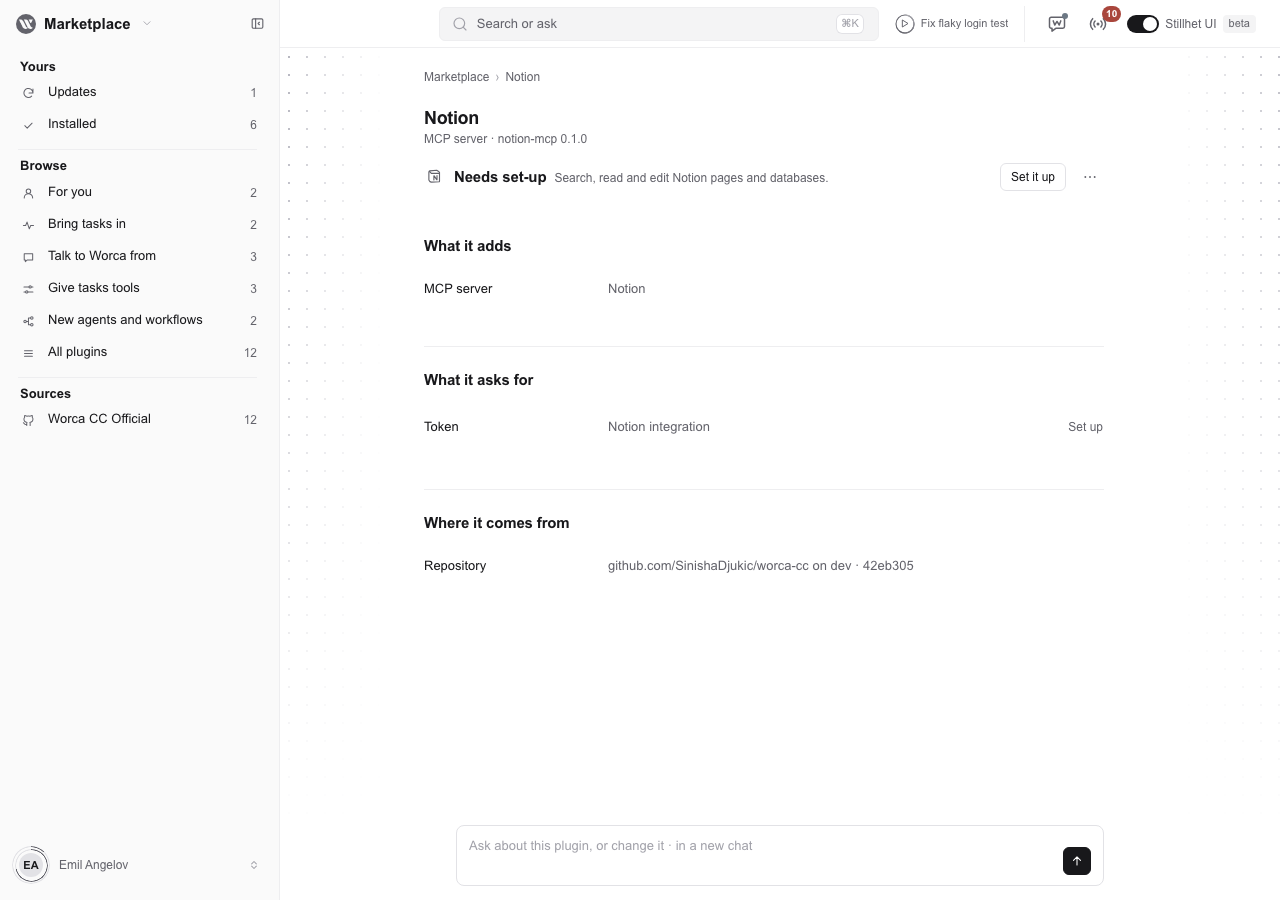 Marketplace
Search or ask
⌘K
Fix flaky login test
10
Stillhet UI
beta
Yours
Updates 1
Installed 6
Browse
For you 2
Bring tasks in 2
Talk to Worca from 3
Give tasks tools 3
New agents and workflows 2
All plugins 12
Sources
Worca CC Official 12
EA
Emil Angelov
Marketplace › Notion
Notion
MCP server · notion-mcp 0.1.0
Needs set-up Search, read and edit Notion pages and databases.
Set it up
···
What it adds
MCP server Notion
What it asks for
Token Notion integration Set up
Where it comes from
Repository github.com/SinishaDjukic/worca-cc on dev · 42eb305
Ask about this plugin, or change it · in a new chat